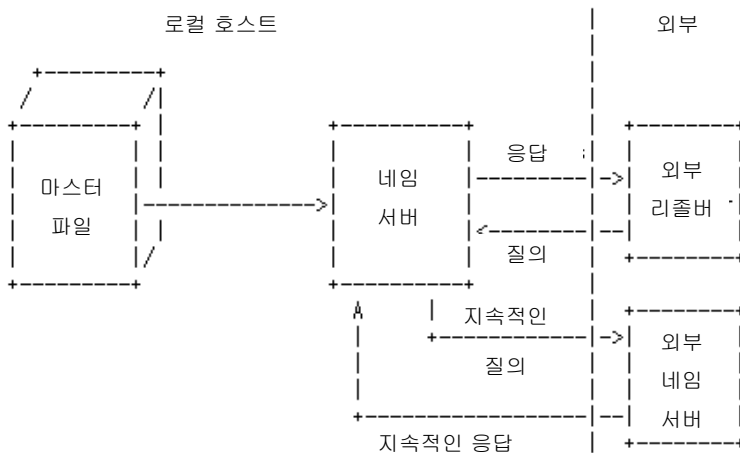 로컬 호스트
외부
마스터
파일
네임
서버
응답
외부
리졸버
질의
지속적인
질의
외부
네임
서버
지속적인 응답